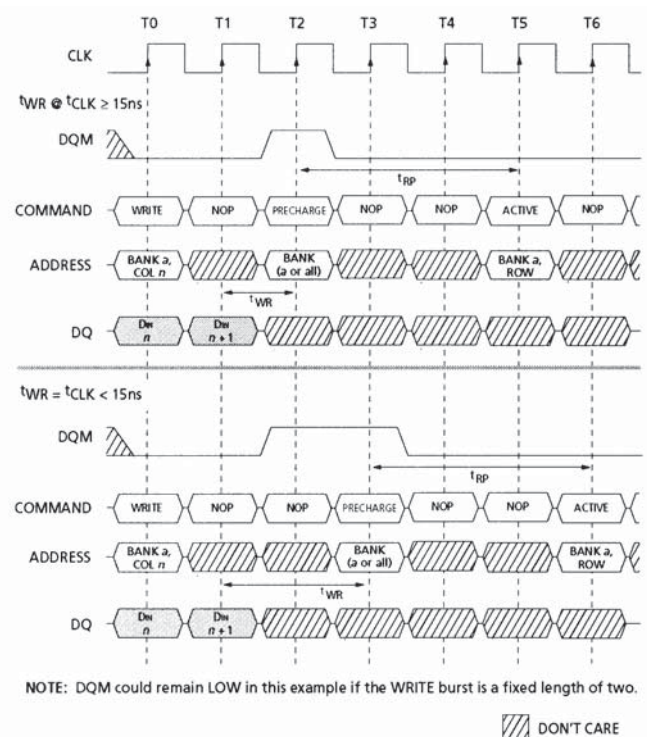 T0 T1 T2 T3 T4 T5 T6
CLK
tWR @ tCLK ≥ 15ns
DQM
tRP
COMMAND WRITE NOP PRECHARGE NOP NOP ACTIVE NOP
ADDRESS BANK a, COL n BANK (a or all) BANK a, ROW
tWR
DQ DIN n DIN n + 1
tWR = tCLK < 15ns
DQM
tRP
COMMAND WRITE NOP NOP PRECHARGE NOP NOP ACTIVE
ADDRESS BANK a, COL n BANK (a or all) BANK a, ROW
tWR
DQ DIN n DIN n + 1
NOTE: DQM could remain LOW in this example if the WRITE burst is a fixed length of two.
DON'T CARE